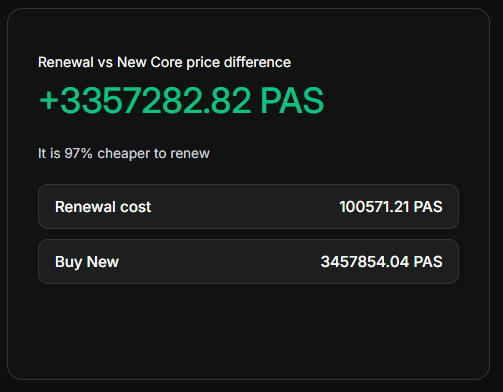 Renewal vs New Core price difference
+3357282.82 PAS
It is 97% cheaper to renew
Renewal cost 100571.21 PAS
Buy New 3457854.04 PAS